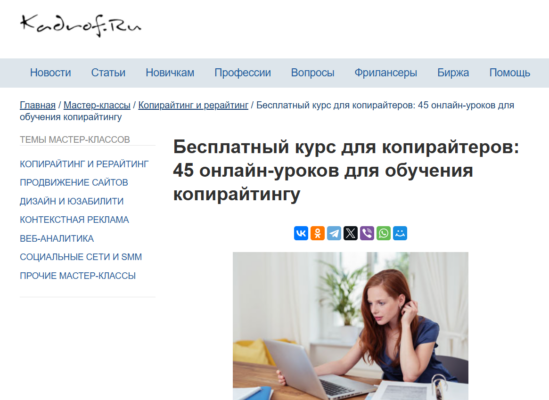 Kadrof.Ru
Новости Статьи Новичкам Профессии Вопросы Фрилансеры Биржа Помощь
Главная / Мастер-классы / Копирайтинг и рерайтинг / Бесплатный курс для копирайтеров: 45 онлайн-уроков для
обучения копирайтингу
ТЕМЫ МАСТЕР-КЛАССОВ
КОПИРАЙТИНГ И РЕРАЙТИНГ
ПРОДВИЖЕНИЕ САЙТОВ
ДИЗАЙН И ЮЗАБИЛИТИ
КОНТЕКСТНАЯ РЕКЛАМА
ВЕБ-АНАЛИТИКА
СОЦИАЛЬНЫЕ СЕТИ И SMM
ПРОЧИЕ МАСТЕР-КЛАССЫ
Бесплатный курс для копирайтеров:
45 онлайн-уроков для обучения
копирайтингу